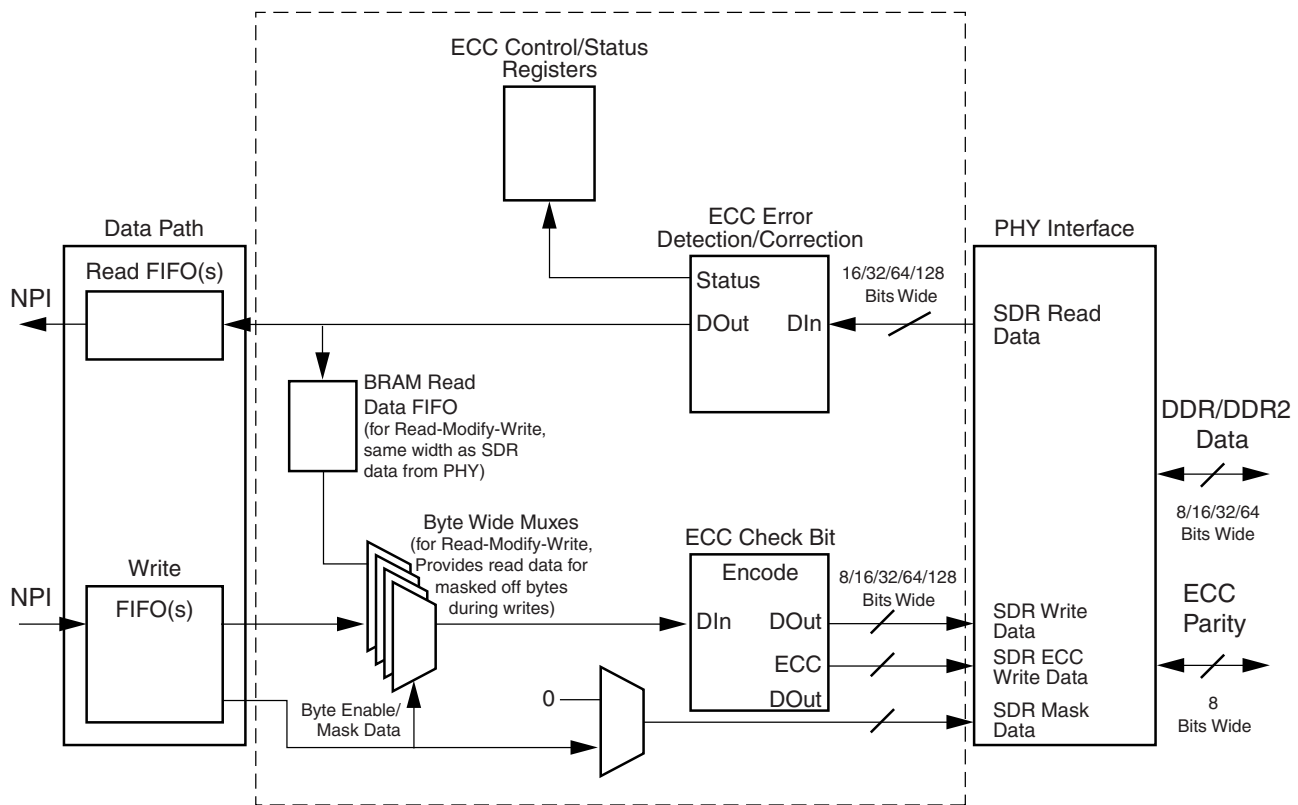 ECC Control/Status
Registers
Data Path
Read FIFO(s)
NPI
ECC Error
Detection/Correction
Status
DOut
DIn
16/32/64/128
Bits Wide
PHY Interface
SDR Read
Data
BRAM Read
Data FIFO
(for Read-Modify-Write,
same width as SDR
data from PHY)
DDR/DDR2
Data
8/16/32/64
Bits Wide
Byte Wide Muxes
(for Read-Modify-Write,
Provides read data for
masked off bytes
during writes)
Write
FIFO(s)
NPI
ECC Check Bit
Encode
DIn
DOut
ECC
DOut
8/16/32/64/128
Bits Wide
SDR Write
Data
SDR ECC
Write Data
SDR Mask
Data
ECC
Parity
8
Bits Wide
Byte Enable/
Mask Data
0